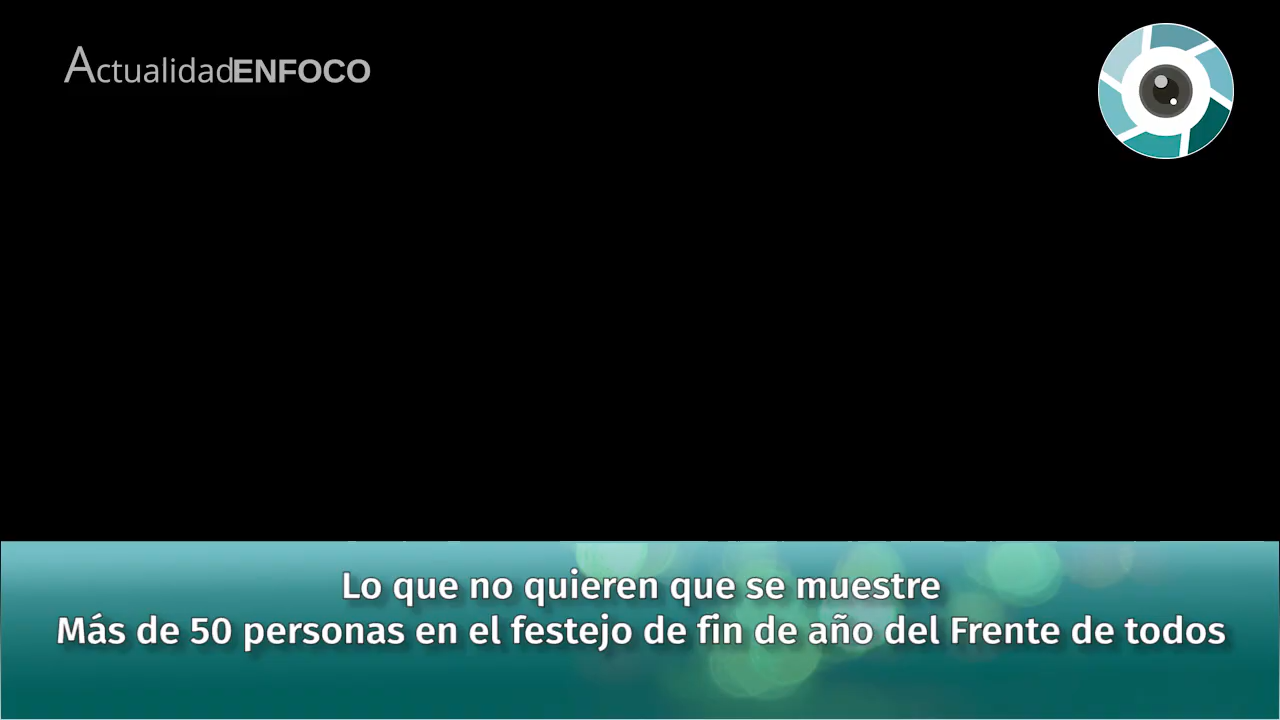 ActualidadENFOCO
Lo que no quieren que se muestre
Más de 50 personas en el festejo de fin de año del Frente de todos